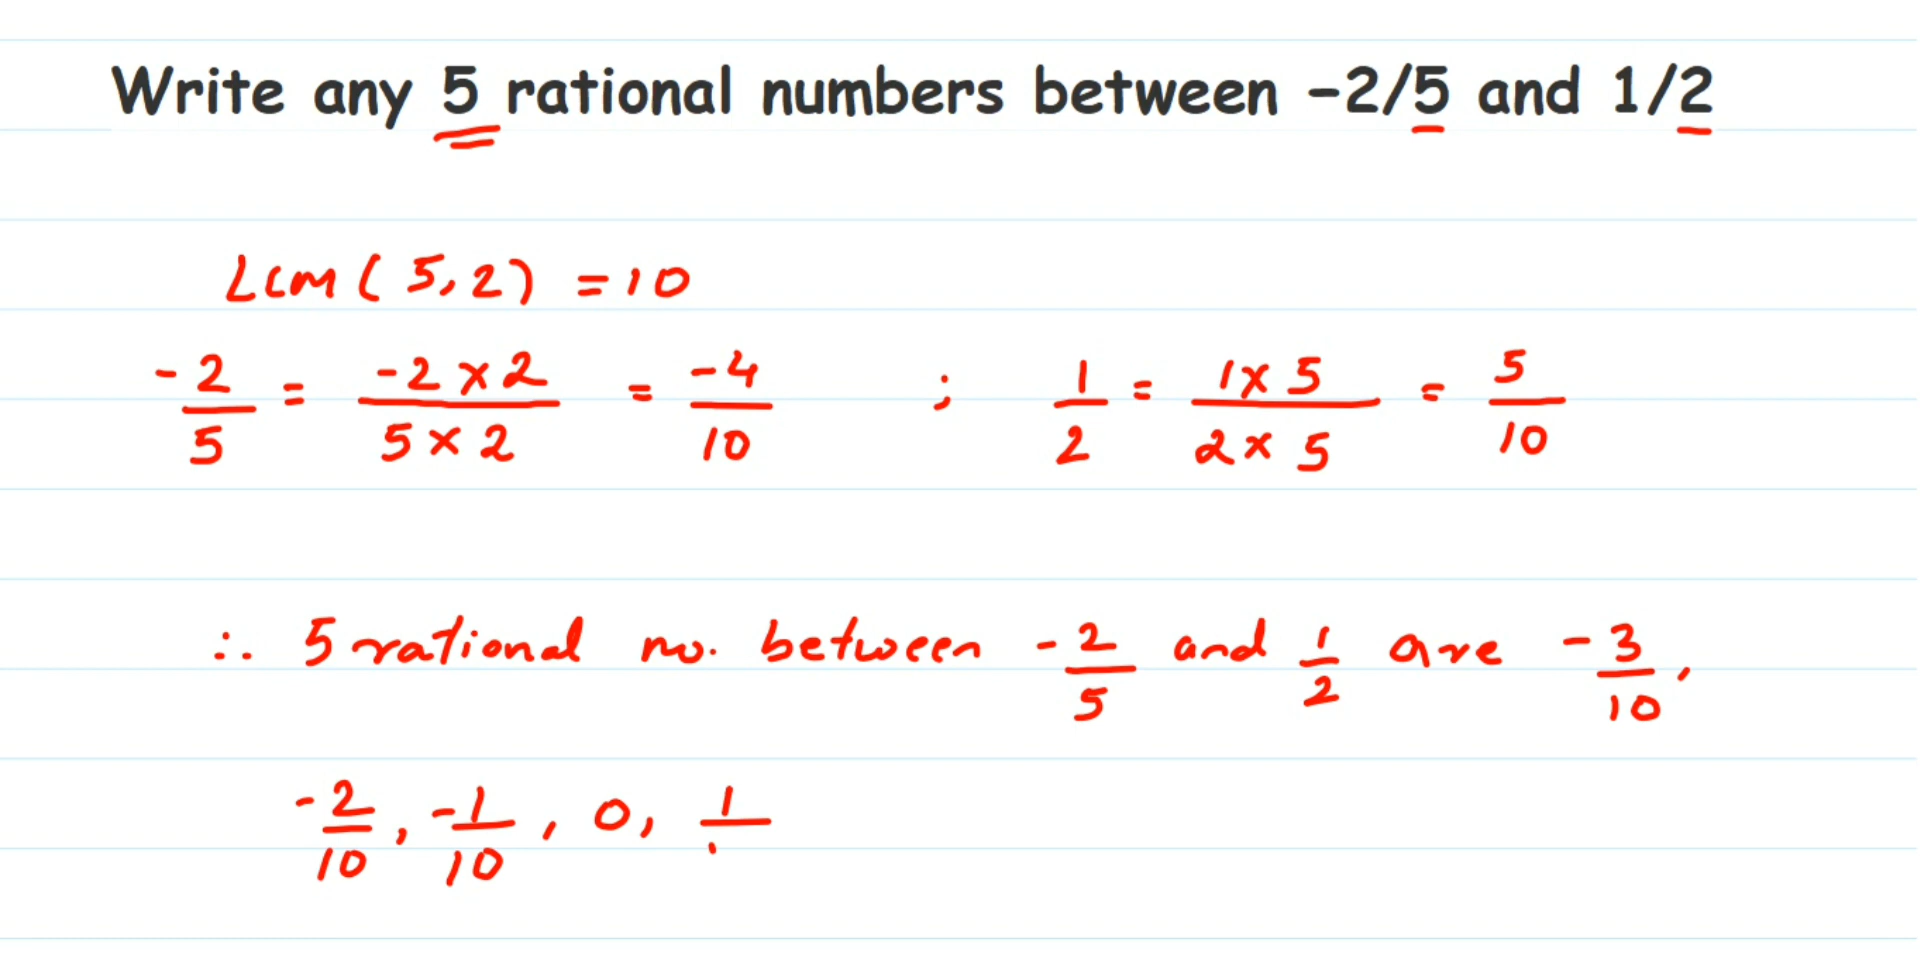 Write any 5 rational numbers between -2/5 and 1/2
LCM ( 5, 2 ) = 10
-2/5 = -2 × 2/5 × 2 = -4/10 ; 1/2 = 1 × 5/2 × 5 = 5/10
∴ 5 rational no. between -2/5 and 1/2 are -3/10,
-2/10, -1/10, 0, 1/